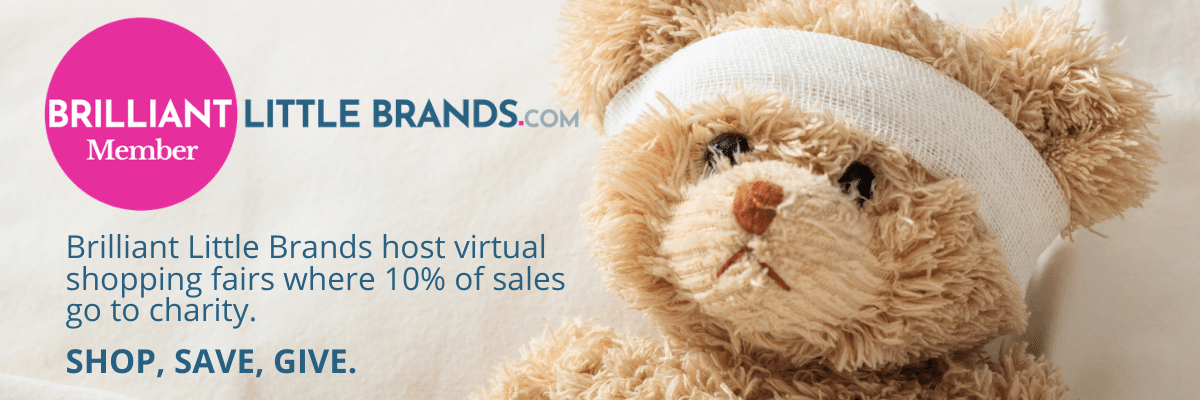 BRILLIANT LITTLE BRANDS.COM
Member
Brilliant Little Brands host virtual
shopping fairs where 10% of sales
go to charity.
SHOP, SAVE, GIVE.